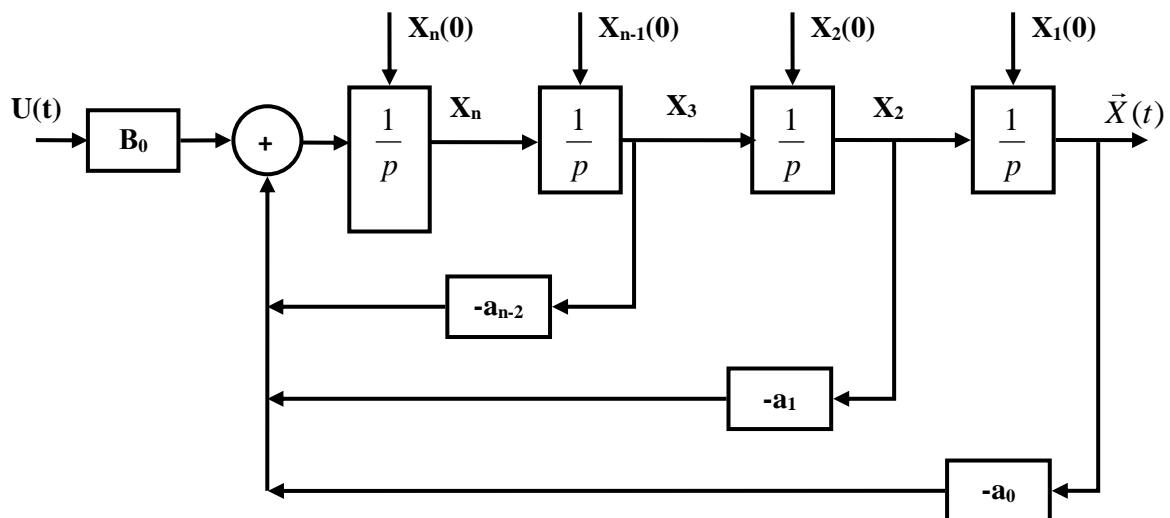 Xₙ(0) Xₙ₋₁(0) X₂(0) X₁(0)
U(t) B₀ + 1/p Xₙ 1/p X₃ 1/p X₂ 1/p X⃗(t)
-aₙ₋₂
-a₁
-a₀